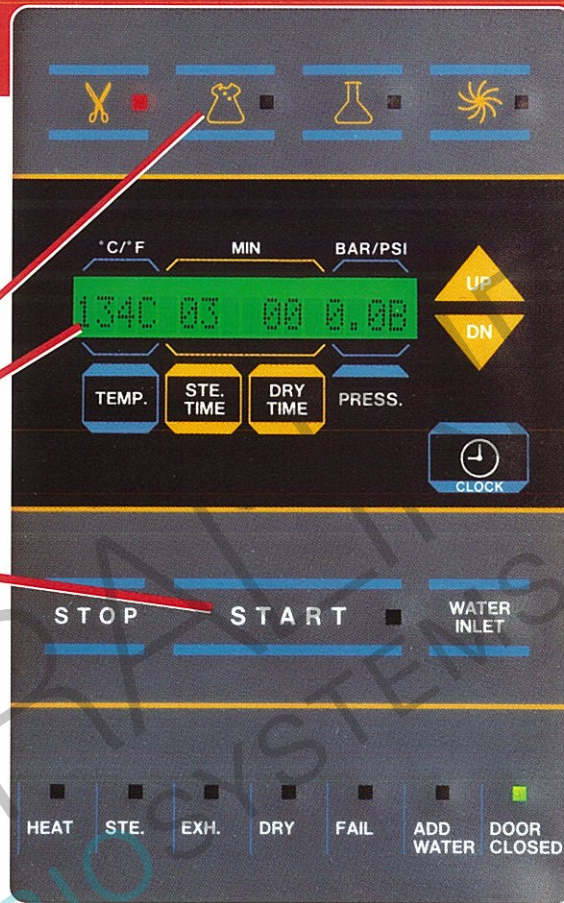 °C/°F MIN BAR/PSI
134C 03 00 0.0B
UP
DN
TEMP. STE. TIME DRY TIME PRESS.
CLOCK
STOP START WATER INLET
HEAT STE. EXH. DRY FAIL ADD WATER DOOR CLOSED
SYSTEMS